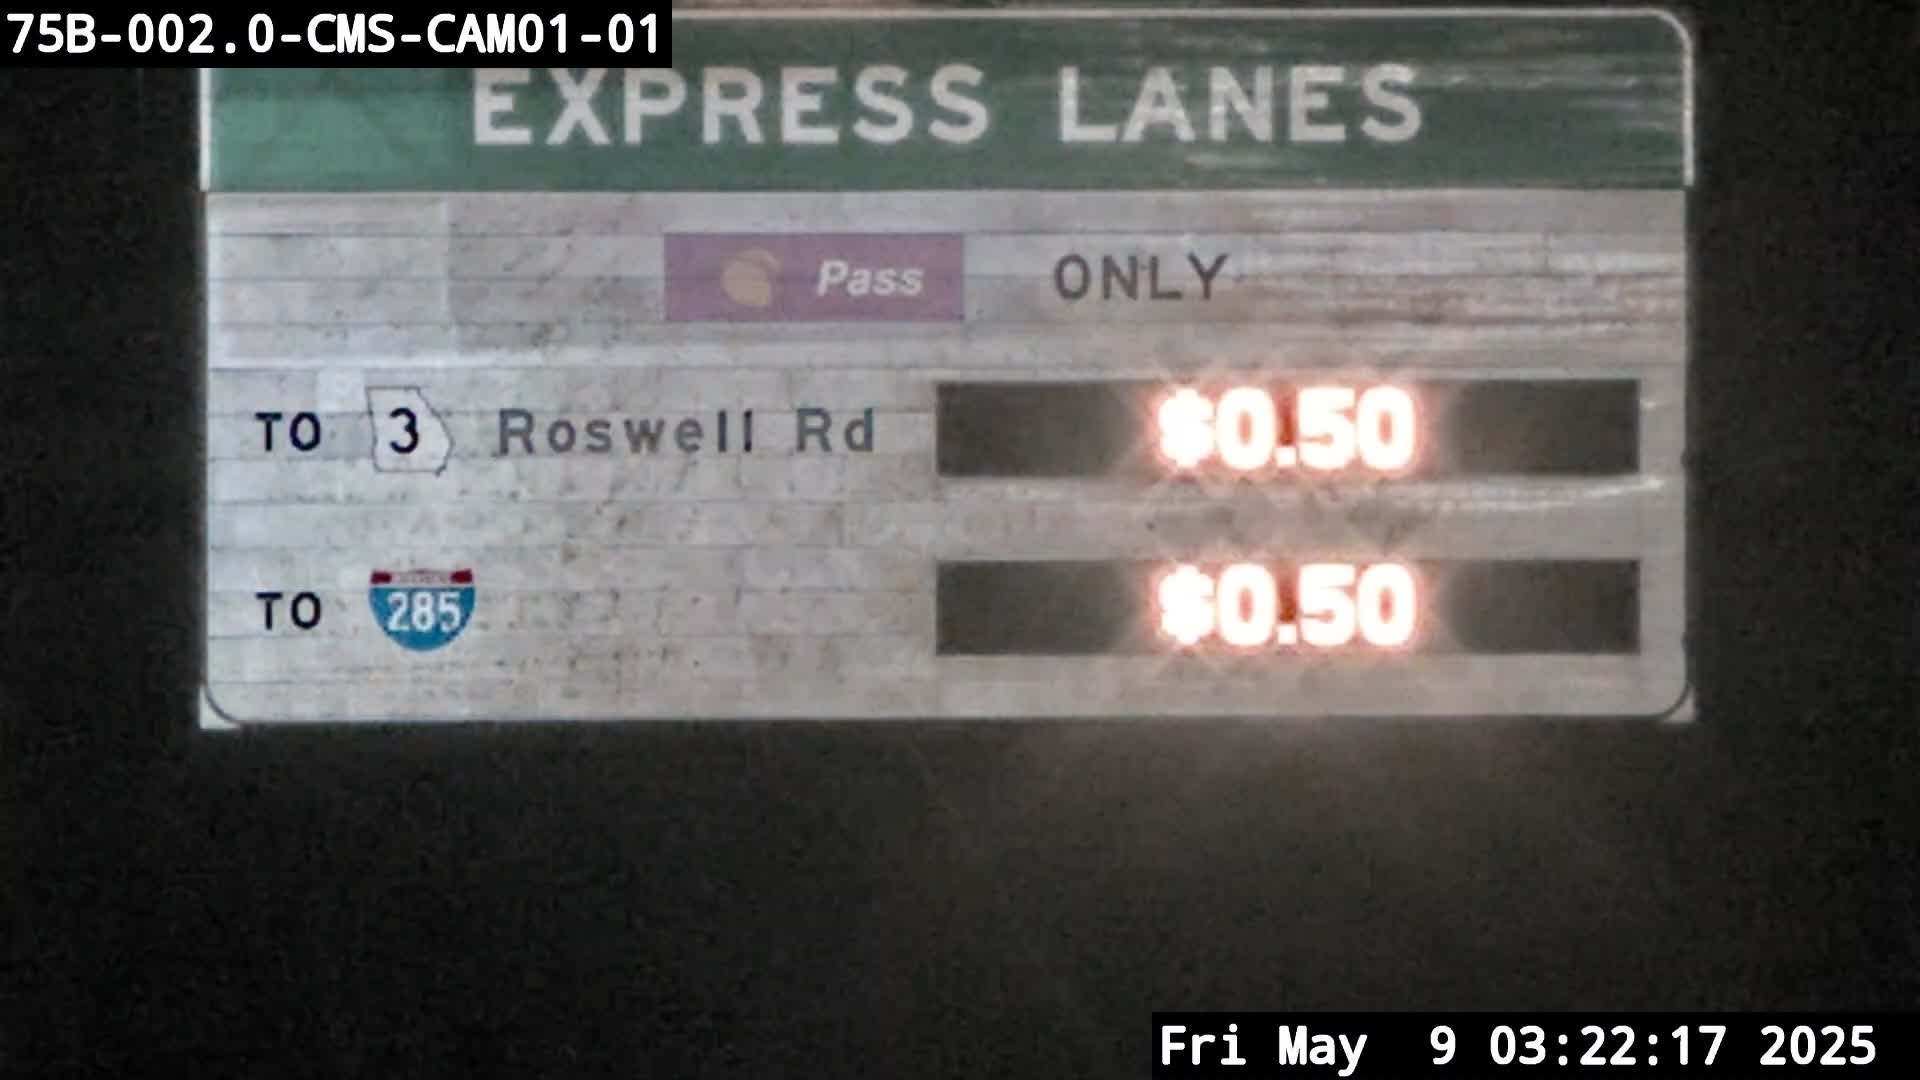 75B-002.0-CMS-CAM01-01
EXPRESS LANES
Pass ONLY
TO 3 Roswell Rd $0.50
TO 285 $0.50
Fri May 9 03:22:17 2025